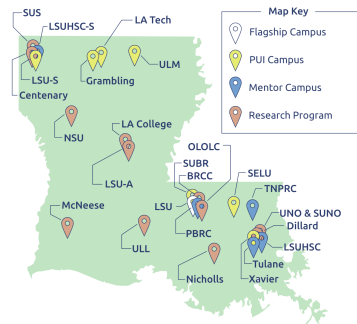 SUS
LSUHSC-S
LA Tech
ULM
LSU-S
Grambling
Centenary
Map Key
Flagship Campus
PUI Campus
Mentor Campus
Research Program
NSU
LA College
LSU-A
OLOLC
SUBR
BRCC
SELU
TNPRC
McNeese
LSU
UNO & SUNO
Dillard
ULL
PBRC
LSUHSC
Nicholls
Tulane
Xavier